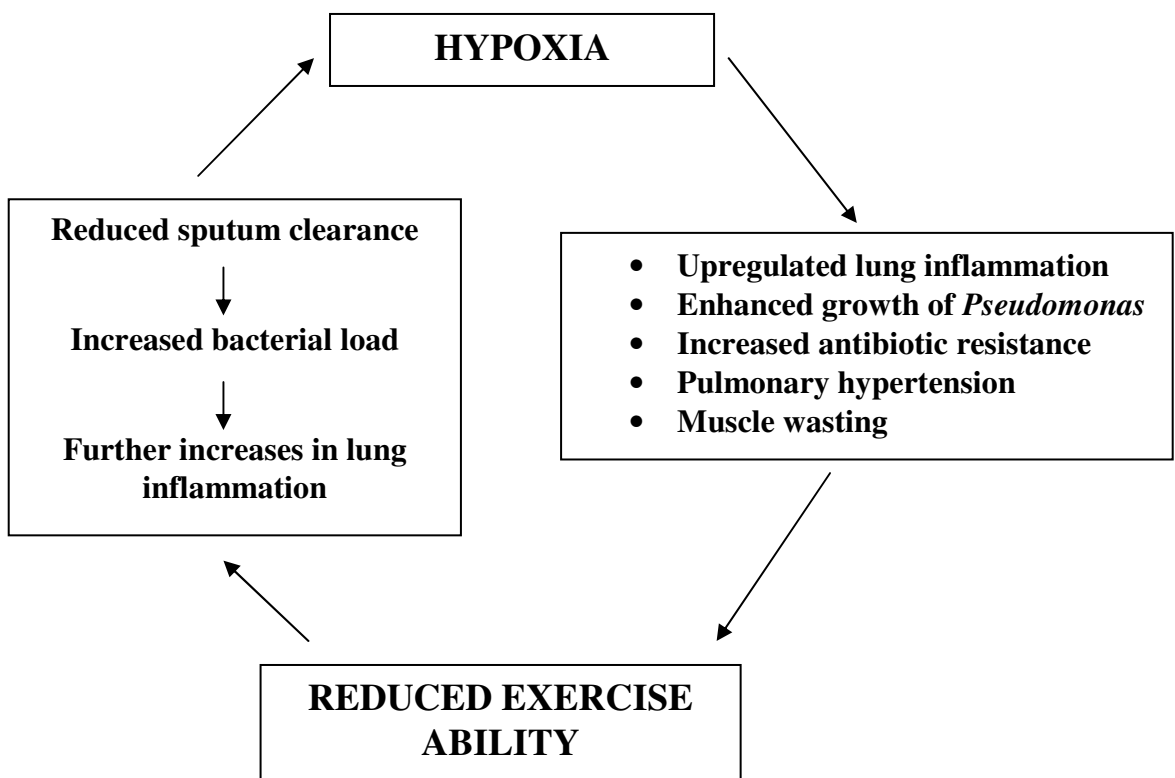 HYPOXIA
Reduced sputum clearance
Increased bacterial load
Further increases in lung
inflammation
• Upregulated lung inflammation
• Enhanced growth of Pseudomonas
• Increased antibiotic resistance
• Pulmonary hypertension
• Muscle wasting
REDUCED EXERCISE
ABILITY